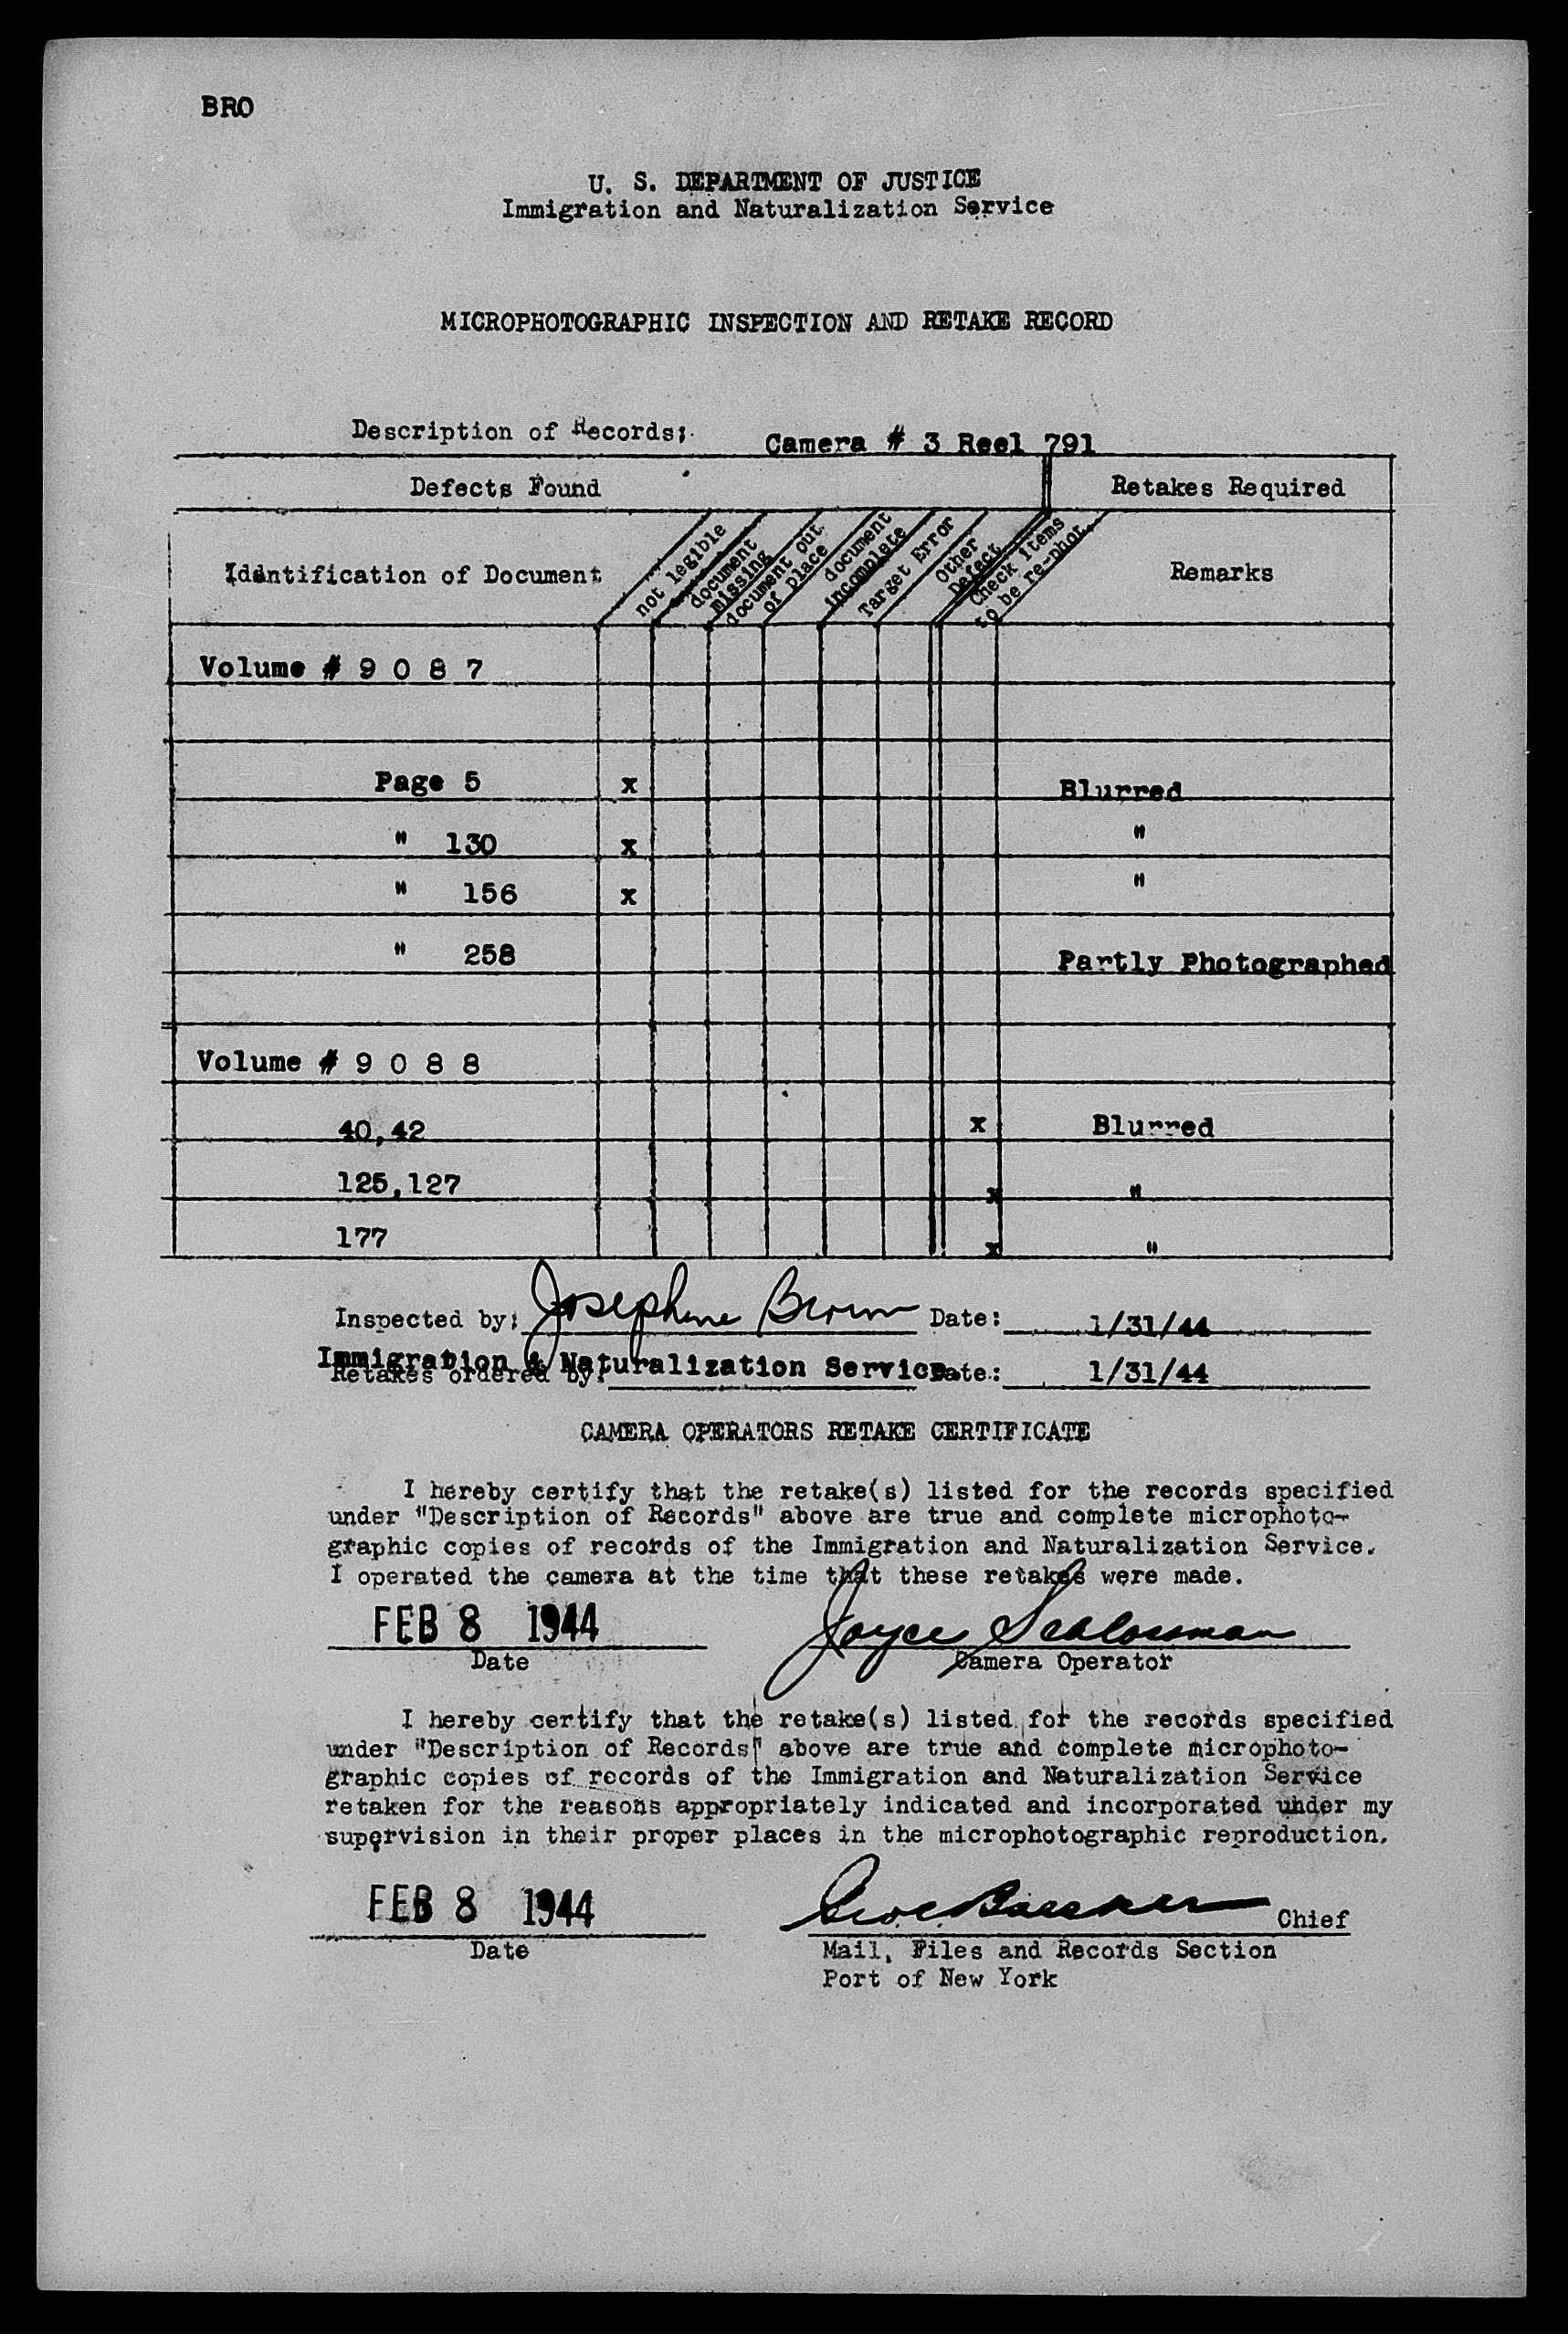 BRO
U. S. DEPARTMENT OF JUSTICE
Immigration and Naturalization Service
MICROPHOTOGRAPHIC INSPECTION AND RETAKE RECORD
Description of Records: Camera # 3 Reel 791
Defects Found Retakes Required
Identification of Document not legible document missing document out of place document incomplete Target Error Other Defect Check items to be re-phot. Remarks
Volume # 9 0 8 7
Page 5 x Blurred
" 130 x "
" 156 x "
" 258 Partly Photographed
Volume # 9 0 8 8
40,42 x Blurred
125,127 x "
177 x "
Inspected by: Josephine Brown Date: 1/31/44
Retakes ordered by: Immigration & Naturalization Service Date: 1/31/44
CAMERA OPERATORS RETAKE CERTIFICATE
I hereby certify that the retake(s) listed for the records specified
under "Description of Records" above are true and complete microphoto-
graphic copies of records of the Immigration and Naturalization Service.
I operated the camera at the time that these retakes were made.
FEB 8 1944 Joyce Schlossman
Date Camera Operator
I hereby certify that the retake(s) listed for the records specified
under "Description of Records" above are true and complete microphoto-
graphic copies of records of the Immigration and Naturalization Service
retaken for the reasons appropriately indicated and incorporated under my
supervision in their proper places in the microphotographic reproduction.
FEB 8 1944 Chief
Date Mail, Files and Records Section
Port of New York